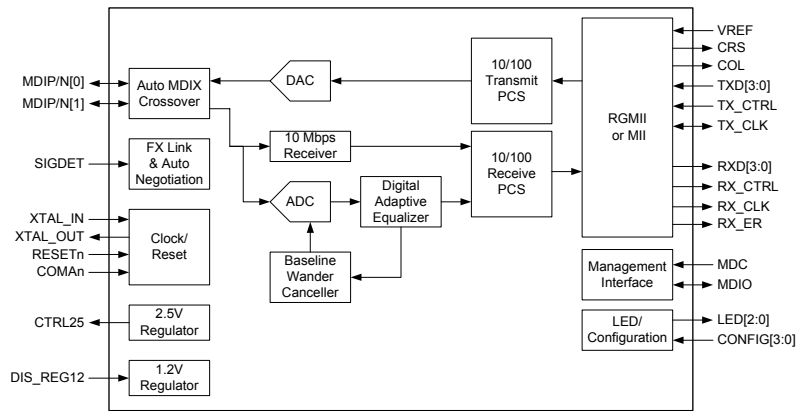 MDIP/N[0]
MDIP/N[1]
SIGDET
XTAL_IN
XTAL_OUT
RESETn
COMAn
CTRL25
DIS_REG12
Auto MDIX
Crossover
FX Link
& Auto
Negotiation
Clock/
Reset
2.5V
Regulator
1.2V
Regulator
DAC
10 Mbps
Receiver
ADC
Digital
Adaptive
Equalizer
Baseline
Wander
Canceller
10/100
Transmit
PCS
10/100
Receive
PCS
RGMII
or MII
Management
Interface
LED/
Configuration
VREF
CRS
COL
TXD[3:0]
TX_CTRL
TX_CLK
RXD[3:0]
RX_CTRL
RX_CLK
RX_ER
MDC
MDIO
LED[2:0]
CONFIG[3:0]